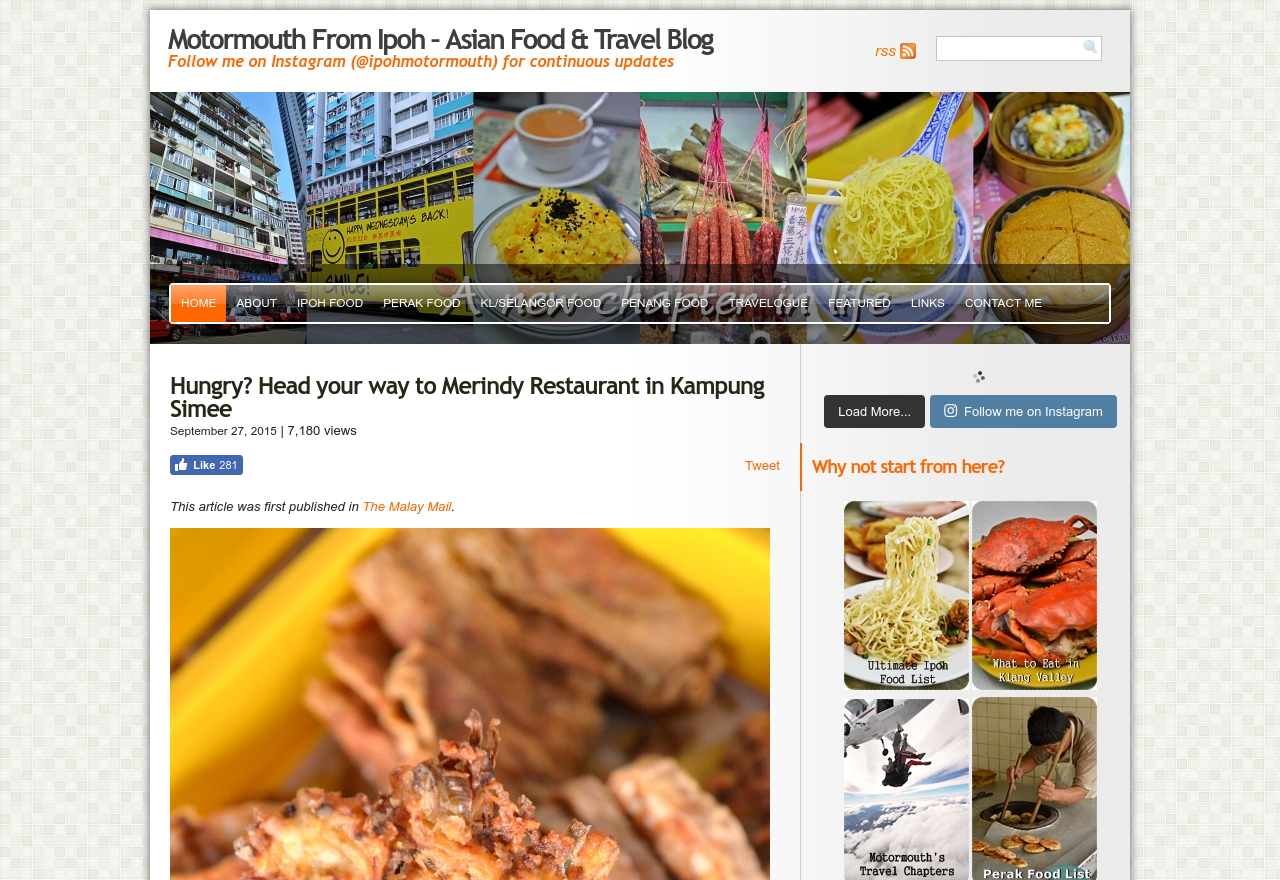 Motormouth From Ipoh – Asian Food & Travel Blog
Follow me on Instagram (@ipohmotormouth) for continuous updates
rss
HAPPY WEDNESDAY'S BACK!
SMILE!
A new chapter in life
HOME ABOUT IPOH FOOD PERAK FOOD KL/SELANGOR FOOD PENANG FOOD TRAVELOGUE FEATURED LINKS CONTACT ME
Hungry? Head your way to Merindy Restaurant in Kampung
Simee
September 27, 2015 | 7,180 views
Like 281
Tweet
This article was first published in The Malay Mail.
Load More...
Follow me on Instagram
Why not start from here?
Ultimate Ipoh
Food List
What to Eat in
Klang Valley
Motormouth's
Travel Chapters
Perak Food List